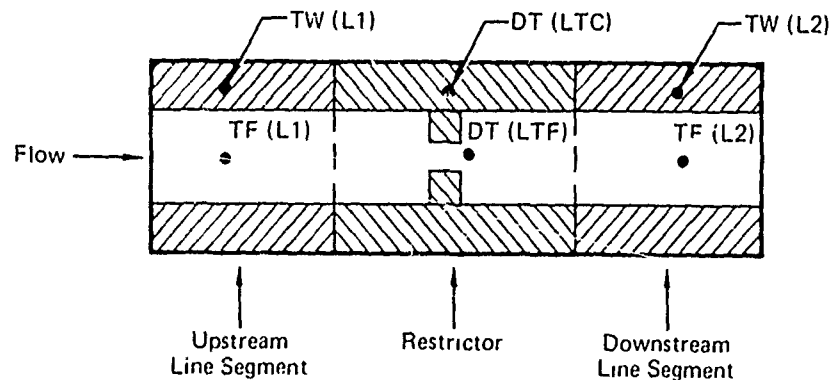 TW (L1)
DT (LTC)
TW (L2)
TF (L1)
DT (LTF)
TF (L2)
Flow
Upstream
Line Segment
Restrictor
Downstream
Line Segment